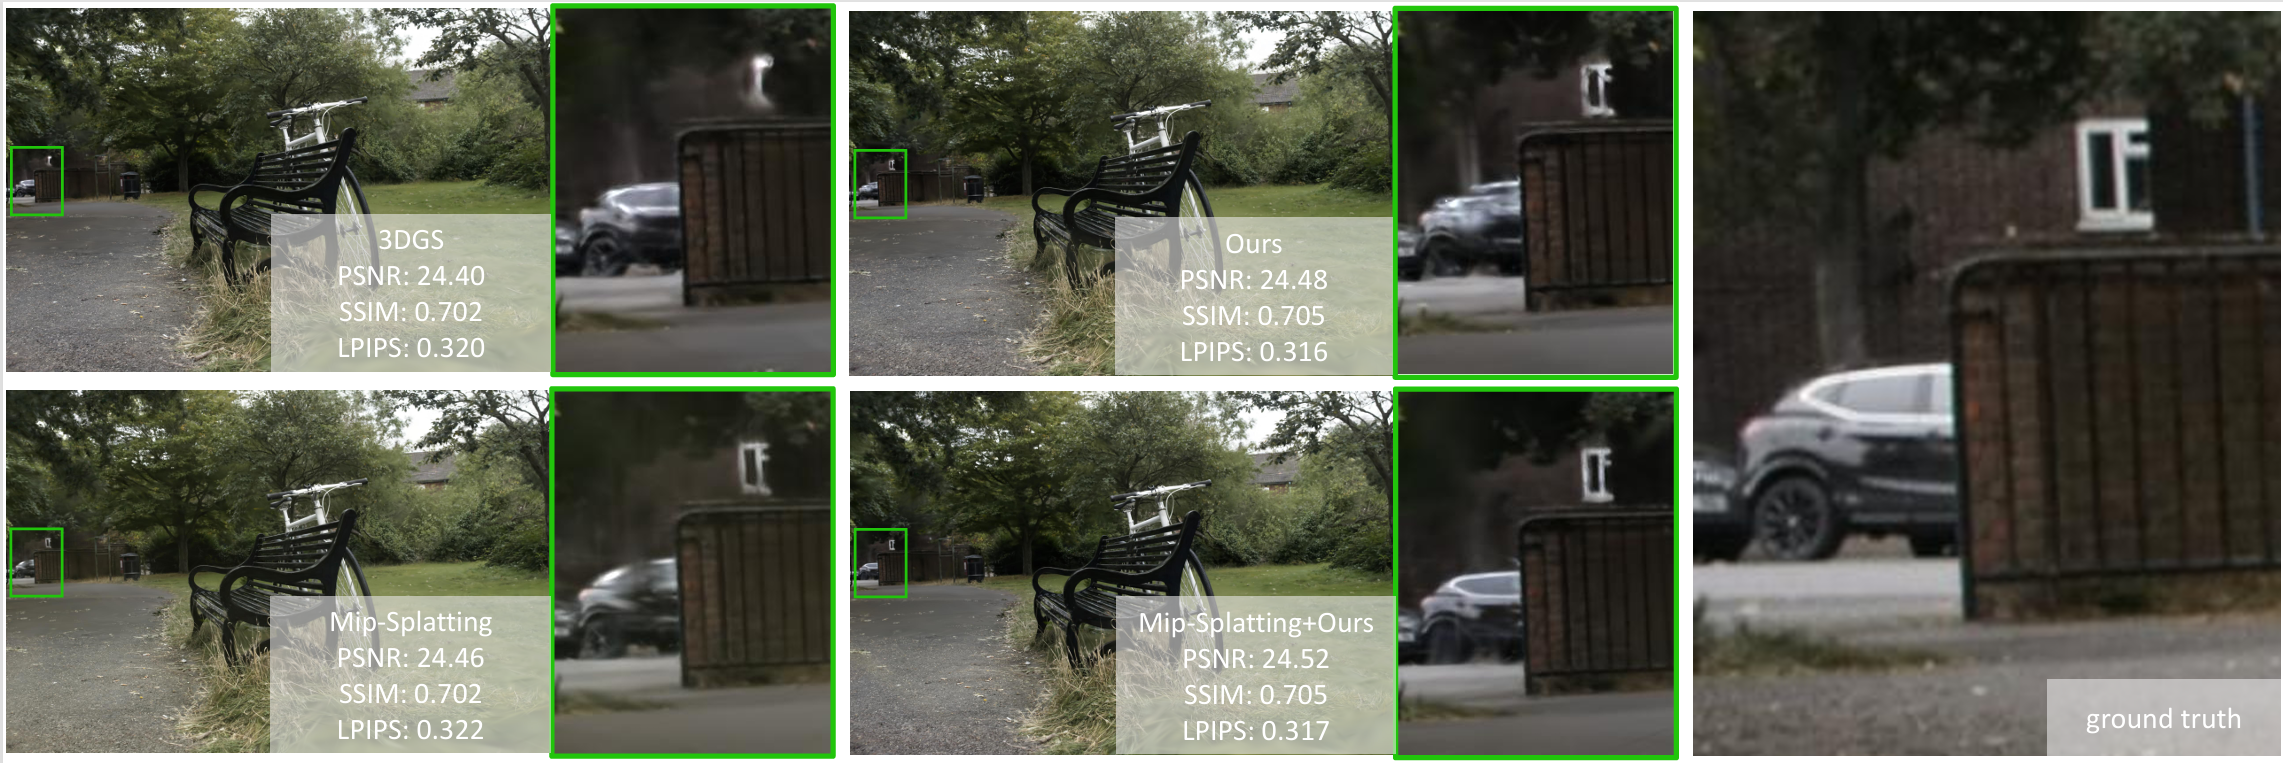 3DGS
PSNR: 24.40
SSIM: 0.702
LPIPS: 0.320
Ours
PSNR: 24.48
SSIM: 0.705
LPIPS: 0.316
Mip-Splatting
PSNR: 24.46
SSIM: 0.702
LPIPS: 0.322
Mip-Splatting+Ours
PSNR: 24.52
SSIM: 0.705
LPIPS: 0.317
ground truth